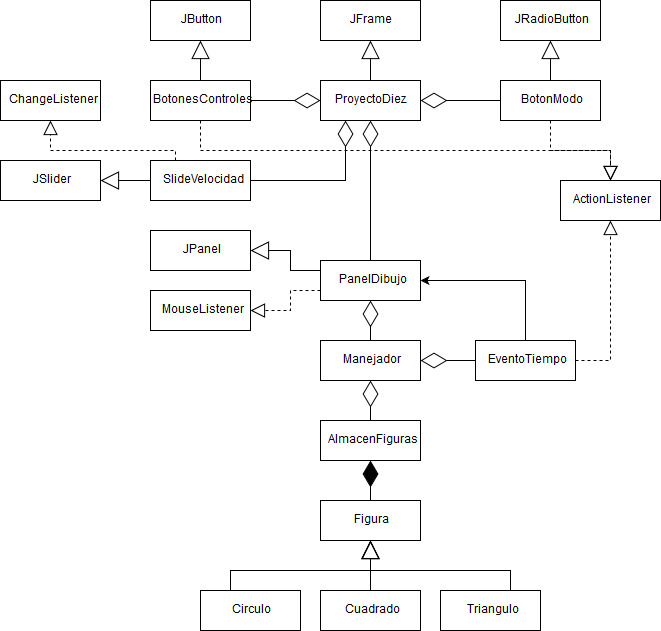 JButton
JFrame
JRadioButton
ChangeListener
BotonesControles
ProyectoDiez
BotonModo
JSlider
SlideVelocidad
ActionListener
JPanel
PanelDibujo
MouseListener
Manejador
EventoTiempo
AlmacenFiguras
Figura
Circulo
Cuadrado
Triangulo